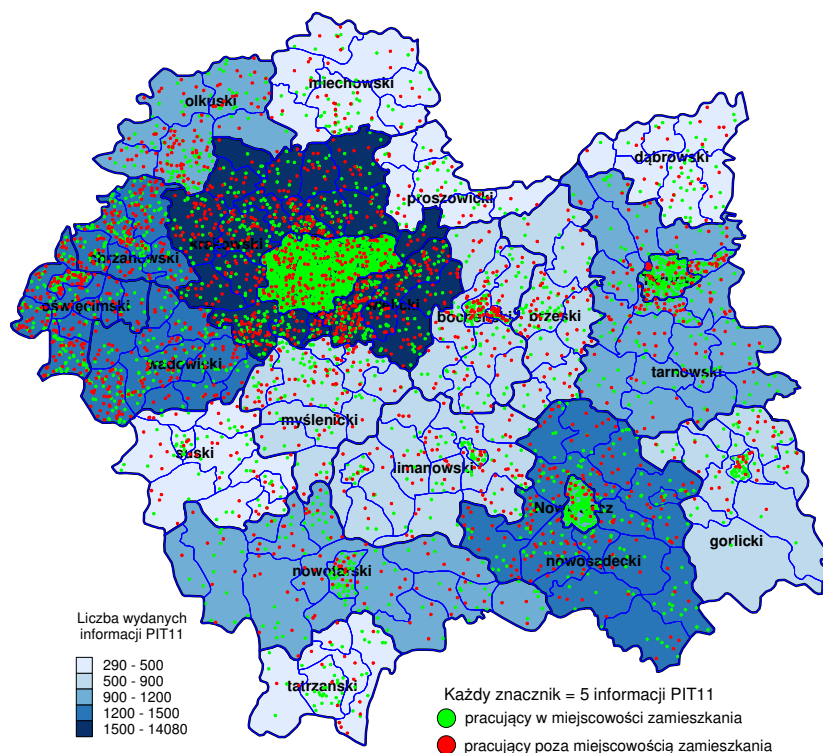 miechowski
olkuski
dąbrowski
proszowicki
krakowski
chrzanowski
oświęcimski
wielicki
bocheński
brzeski
wadowicki
tarnowski
myślenicki
suski
limanowski
Nowy Sącz
gorlicki
nowosądecki
nowotarski
tatrzański
Liczba wydanych
informacji PIT11
290 - 500
500 - 900
900 - 1200
1200 - 1500
1500 - 14080
Każdy znacznik = 5 informacji PIT11
pracujący w miejscowości zamieszkania
pracujący poza miejscowością zamieszkania